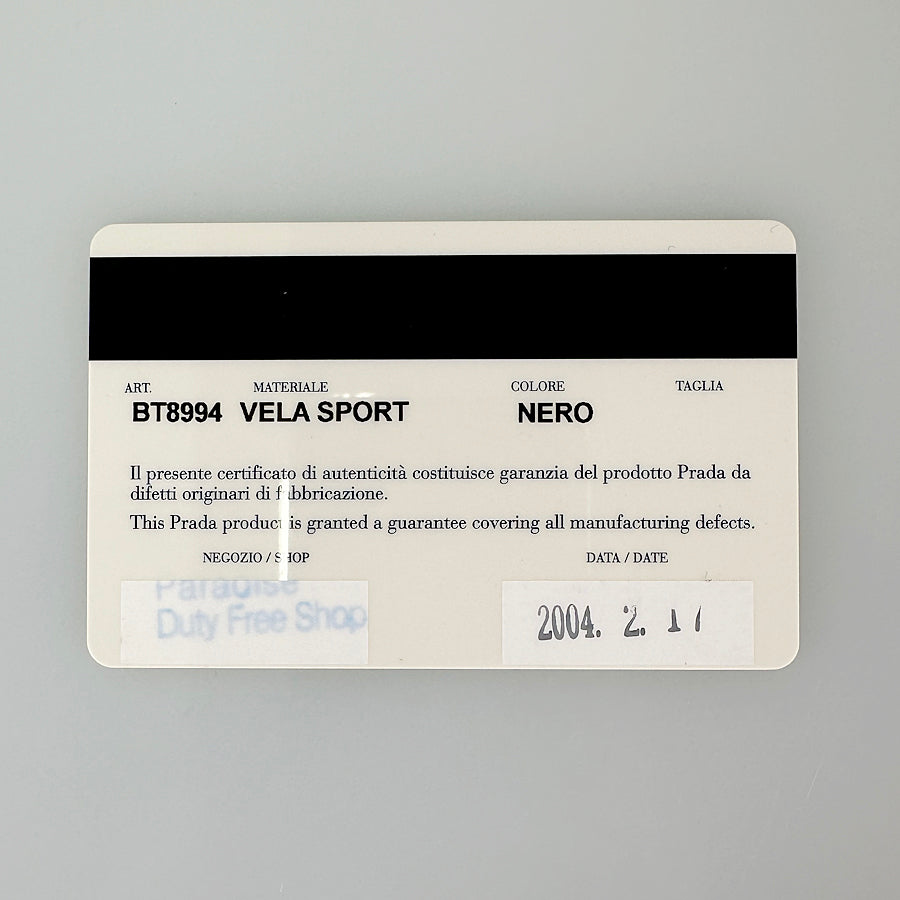 ART. MATERIALE COLORE TAGLIA
BT8994 VELA SPORT NERO
Il presente certificato di autenticità costituisce garanzia del prodotto Prada da
difetti originari di fabbricazione.
This Prada product is granted a guarantee covering all manufacturing defects.
NEGOZIO / SHOP DATA / DATE
Paradise
Duty Free Shop 2004. 2.